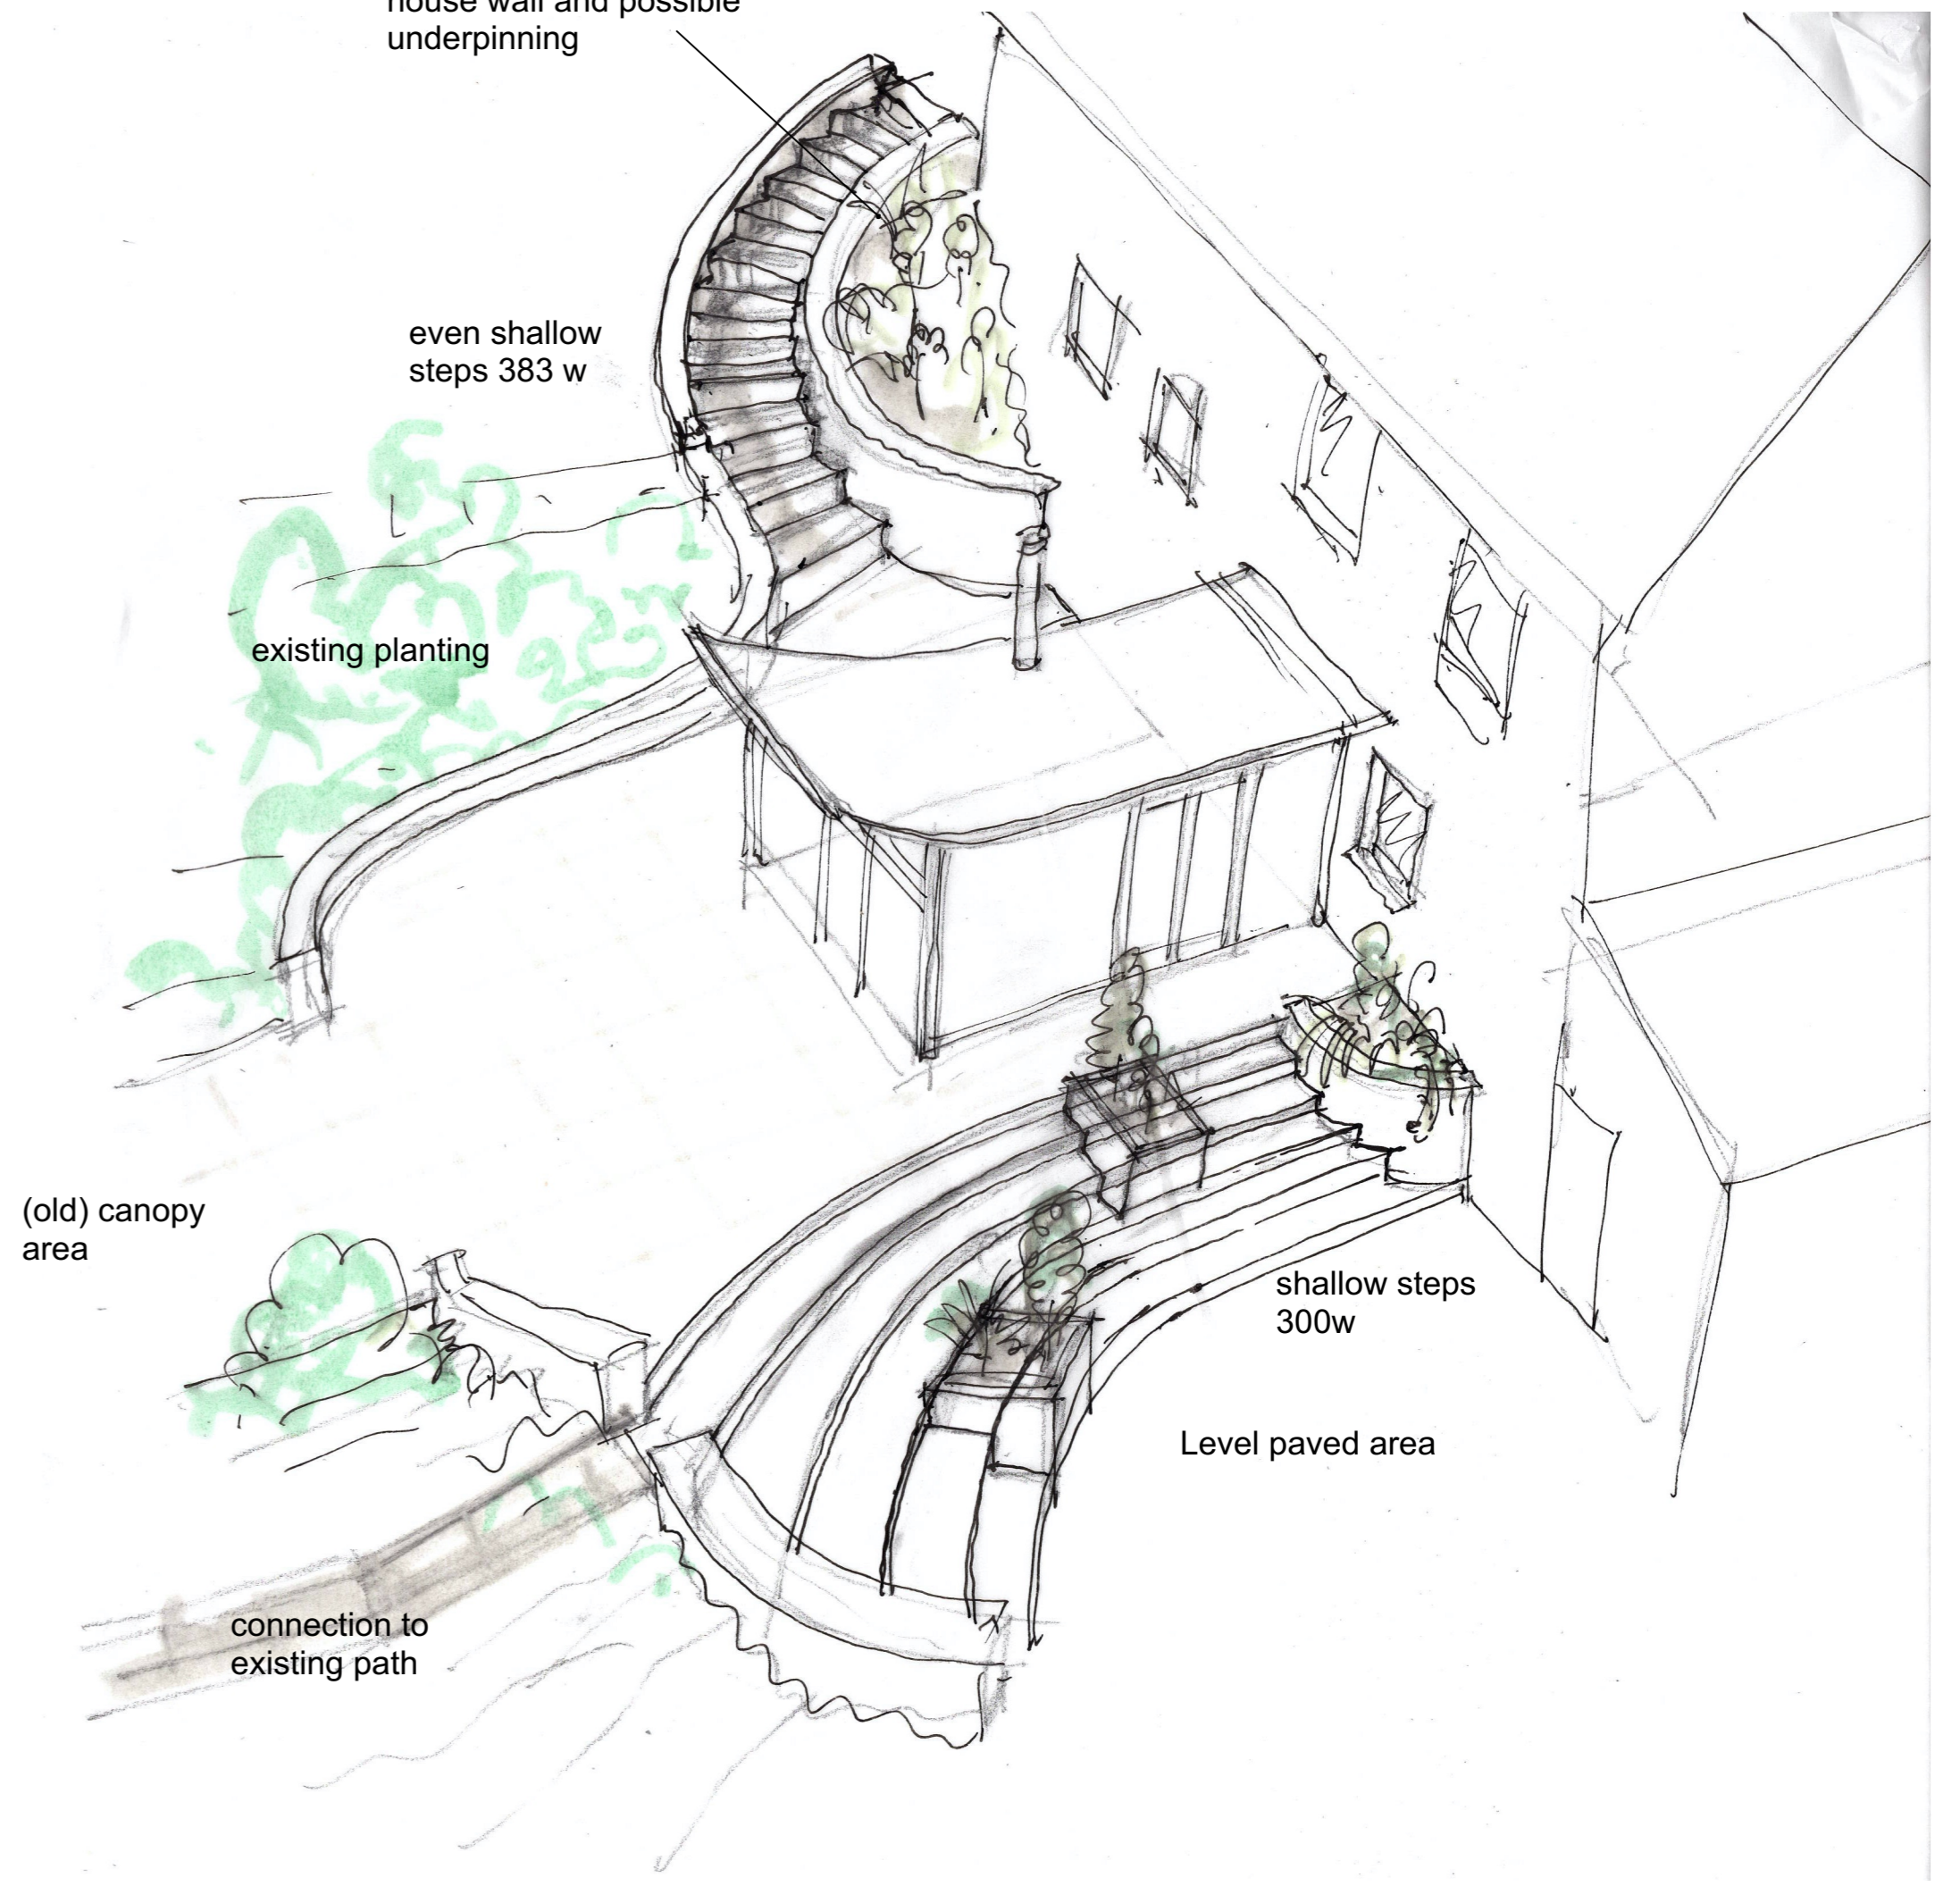 house wall and possible
underpinning
even shallow
steps 383 w
existing planting
(old) canopy
area
shallow steps
300w
Level paved area
connection to
existing path